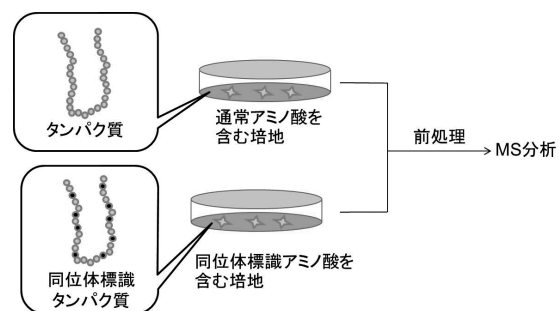 タンパク質
通常アミノ酸を
含む培地
前処理
MS分析
同位体標識
タンパク質
同位体標識アミノ酸を
含む培地